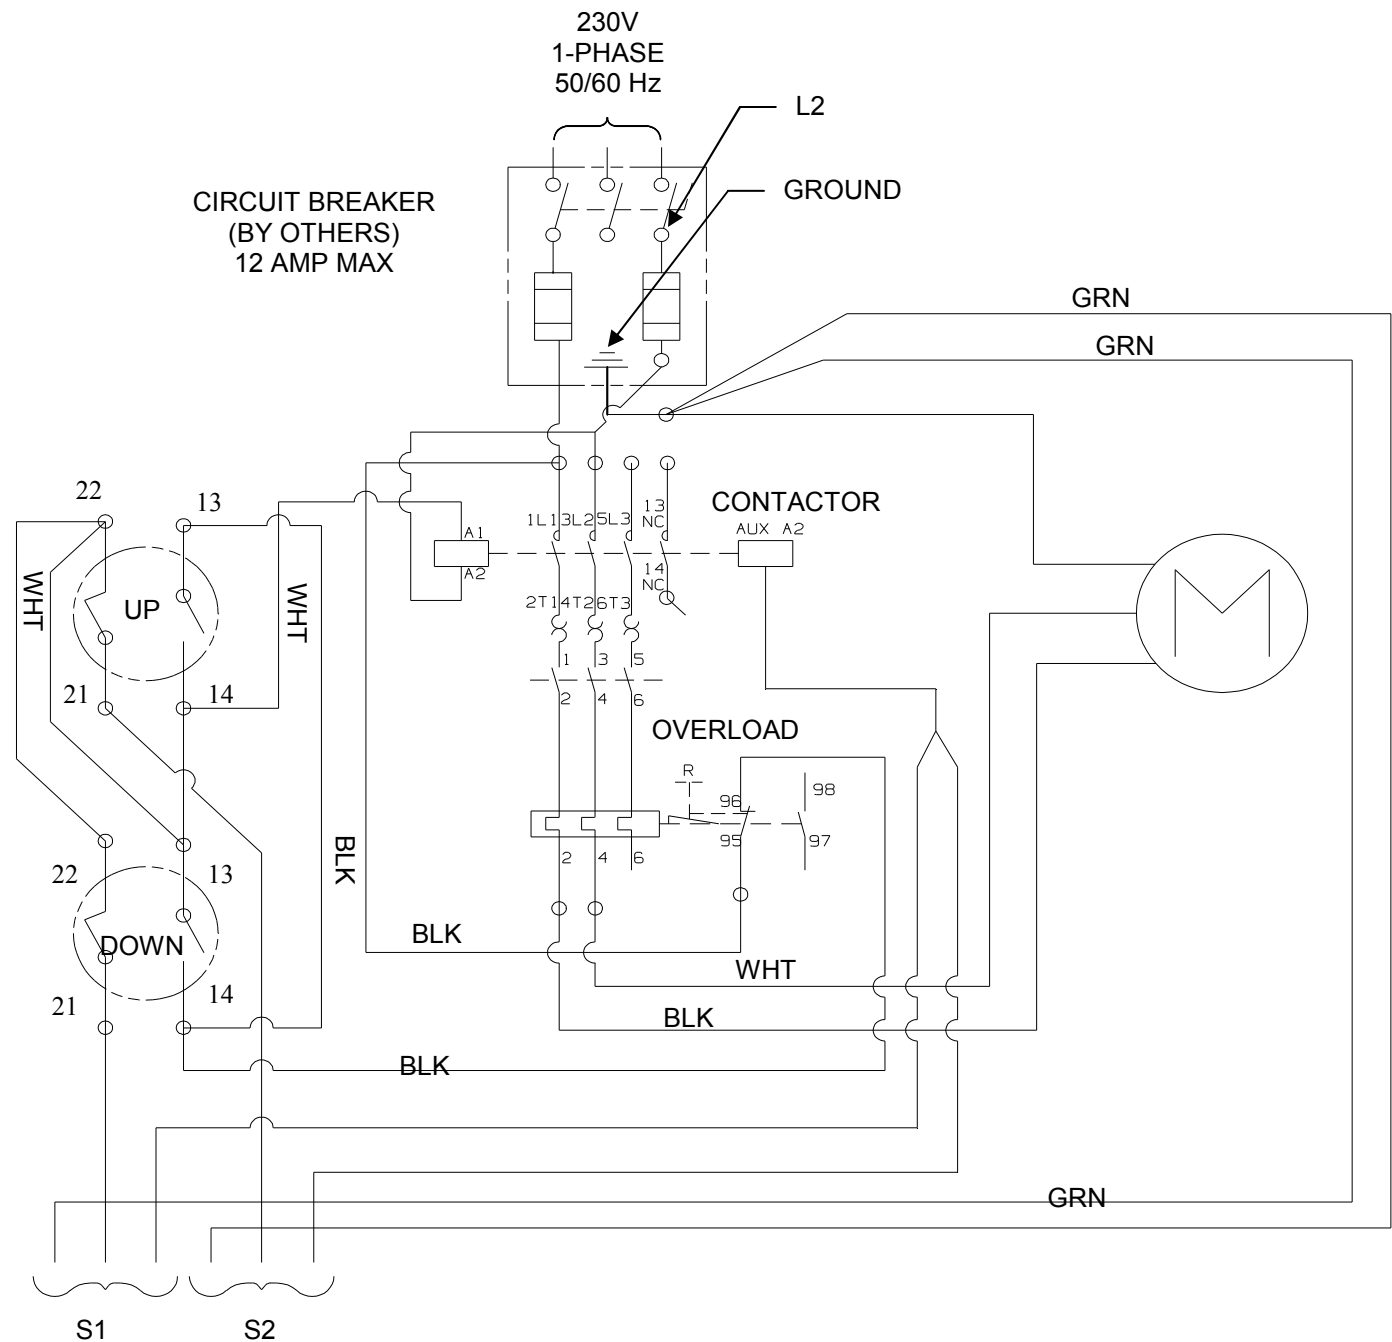 230V
1-PHASE
50/60 Hz
L2
GROUND
CIRCUIT BREAKER
(BY OTHERS)
12 AMP MAX
GRN
GRN
22
13
CONTACTOR
1L1 3L2 5L3 13
NC
A1
AUX A2
A2
14
NC
WHT
UP
WHT
2T1 4T2 6T3
1 3 5
21
14
2 4 6
M
OVERLOAD
R
96
98
95
97
BLK
2 4 6
22
13
DOWN
BLK
WHT
21
14
BLK
BLK
GRN
S1
S2